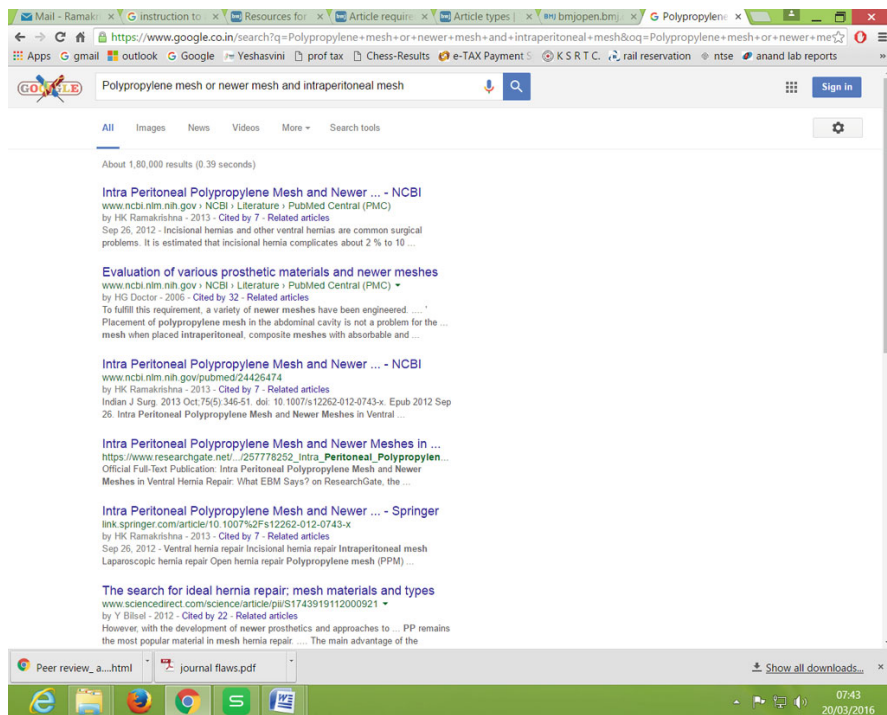 Mail - Ramakr
G instruction to
Resources for
Article require
Article types |
bmjopen.bmj.
G Polypropylene
https://www.google.co.in/search?q=Polypropylene+mesh+or+newer+mesh+and+intraperitoneal+mesh&oq=Polypropylene+mesh+or+newer+me
Apps G gmail outlook G Google Yeshasvini prof tax Chess-Results e-TAX Payment S K S R T C. rail reservation ntse anand lab reports »
GOOGLE
Polypropylene mesh or newer mesh and intraperitoneal mesh
Sign in
All Images News Videos More Search tools
About 1,80,000 results (0.39 seconds)
Intra Peritoneal Polypropylene Mesh and Newer ... - NCBI
www.ncbi.nlm.nih.gov › NCBI › Literature › PubMed Central (PMC)
by HK Ramakrishna - 2013 - Cited by 7 - Related articles
Sep 26, 2012 - Incisional hernias and other ventral hernias are common surgical
problems. It is estimated that incisional hernia complicates about 2 % to 10 ...
Evaluation of various prosthetic materials and newer meshes
www.ncbi.nlm.nih.gov › NCBI › Literature › PubMed Central (PMC)
by HG Doctor - 2006 - Cited by 32 - Related articles
To fulfill this requirement, a variety of newer meshes have been engineered. .... '
Placement of polypropylene mesh in the abdominal cavity is not a problem for the ...
mesh when placed intraperitoneal, composite meshes with absorbable and ...
Intra Peritoneal Polypropylene Mesh and Newer ... - NCBI
www.ncbi.nlm.nih.gov/pubmed/24426474
by HK Ramakrishna - 2013 - Cited by 7 - Related articles
Indian J Surg. 2013 Oct;75(5):346-51. doi: 10.1007/s12262-012-0743-x. Epub 2012 Sep
26. Intra Peritoneal Polypropylene Mesh and Newer Meshes in Ventral ...
Intra Peritoneal Polypropylene Mesh and Newer Meshes in ...
https://www.researchgate.net/.../257778252_Intra_Peritoneal_Polypropylen...
Official Full-Text Publication: Intra Peritoneal Polypropylene Mesh and Newer
Meshes in Ventral Hernia Repair: What EBM Says? on ResearchGate, the ...
Intra Peritoneal Polypropylene Mesh and Newer ... - Springer
link.springer.com/article/10.1007%2Fs12262-012-0743-x
by HK Ramakrishna - 2013 - Cited by 7 - Related articles
Sep 26, 2012 - Ventral hernia repair Incisional hernia repair Intraperitoneal mesh
Laparoscopic hernia repair Open hernia repair Polypropylene mesh (PPM) ...
The search for ideal hernia repair; mesh materials and types
www.sciencedirect.com/science/article/pii/S1743919112000921
by Y Bilsel - 2012 - Cited by 22 - Related articles
However, with the development of newer prosthetics and approaches to ... PP remains
the most popular material in mesh hernia repair. .... The main advantage of the
Peer review_ a....html
journal flaws.pdf
Show all downloads...
07:43
20/03/2016